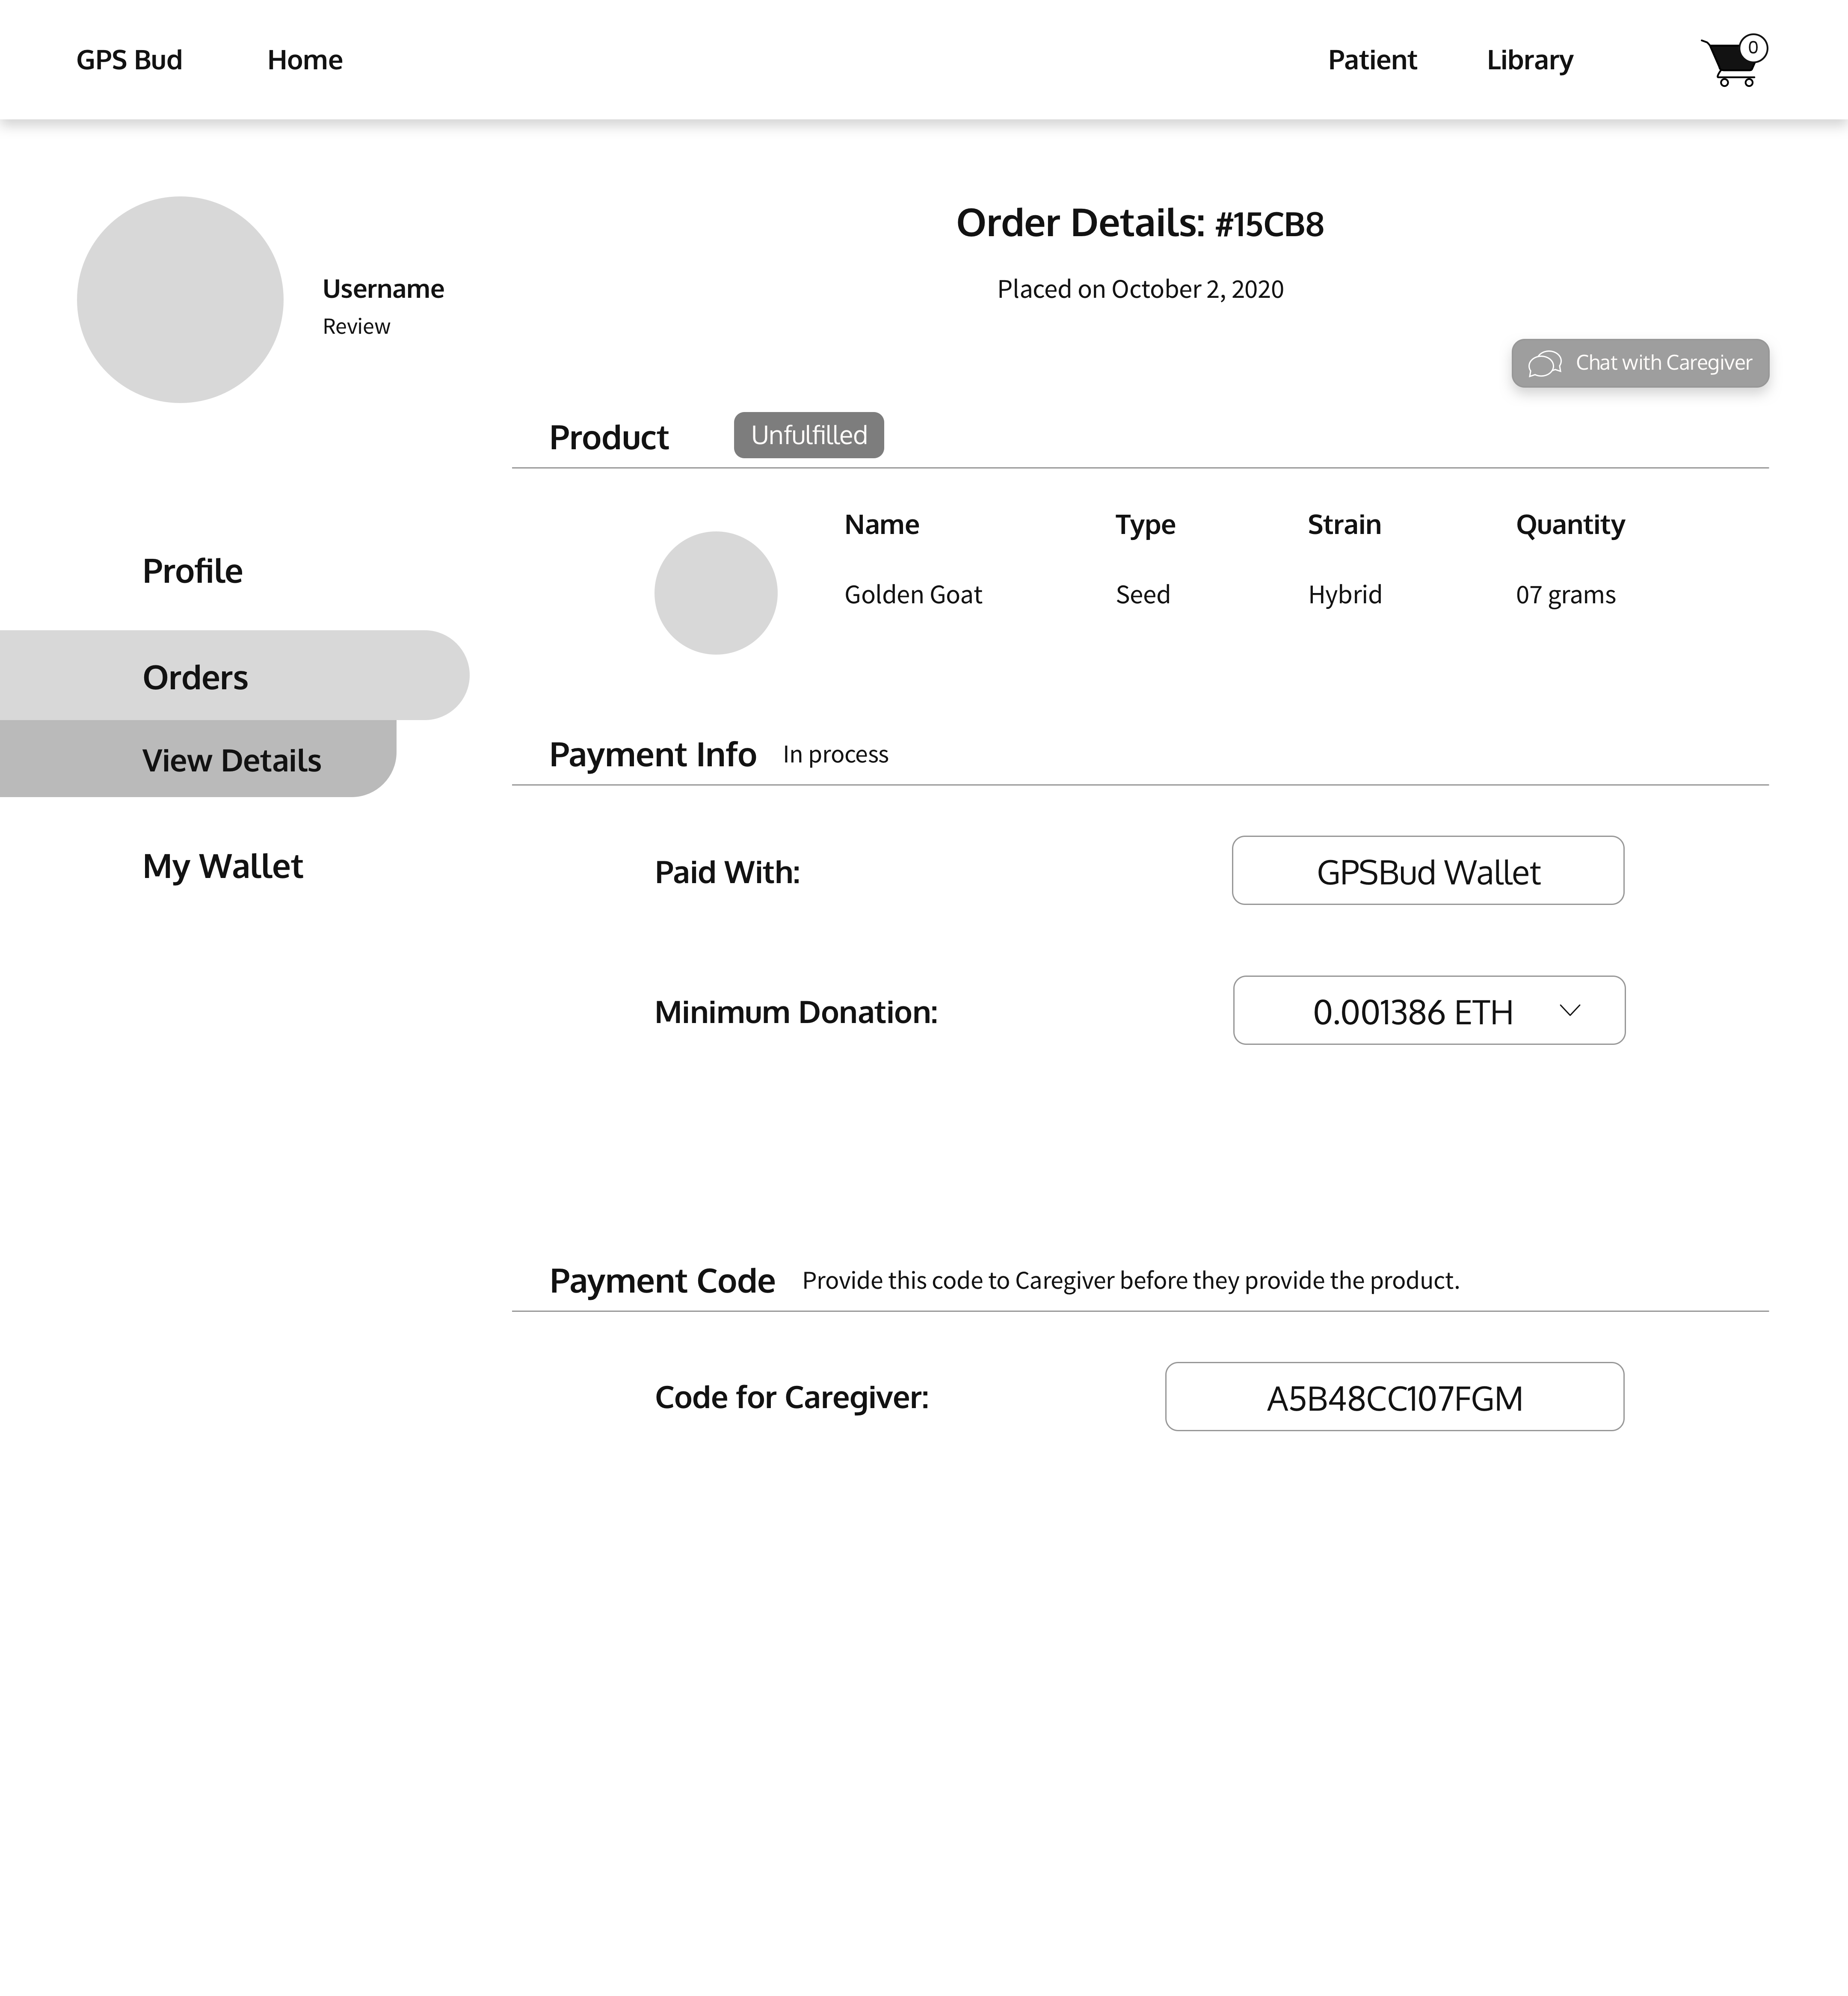 GPS Bud Home Patient Library 0
Order Details: #15CB8
Placed on October 2, 2020
Username
Review
Chat with Caregiver
Product Unfulfilled
Name Type Strain Quantity
Golden Goat Seed Hybrid 07 grams
Profile
Orders
View Details
My Wallet
Payment Info In process
Paid With: GPSBud Wallet
Minimum Donation: 0.001386 ETH
Payment Code Provide this code to Caregiver before they provide the product.
Code for Caregiver: A5B48CC107FGM